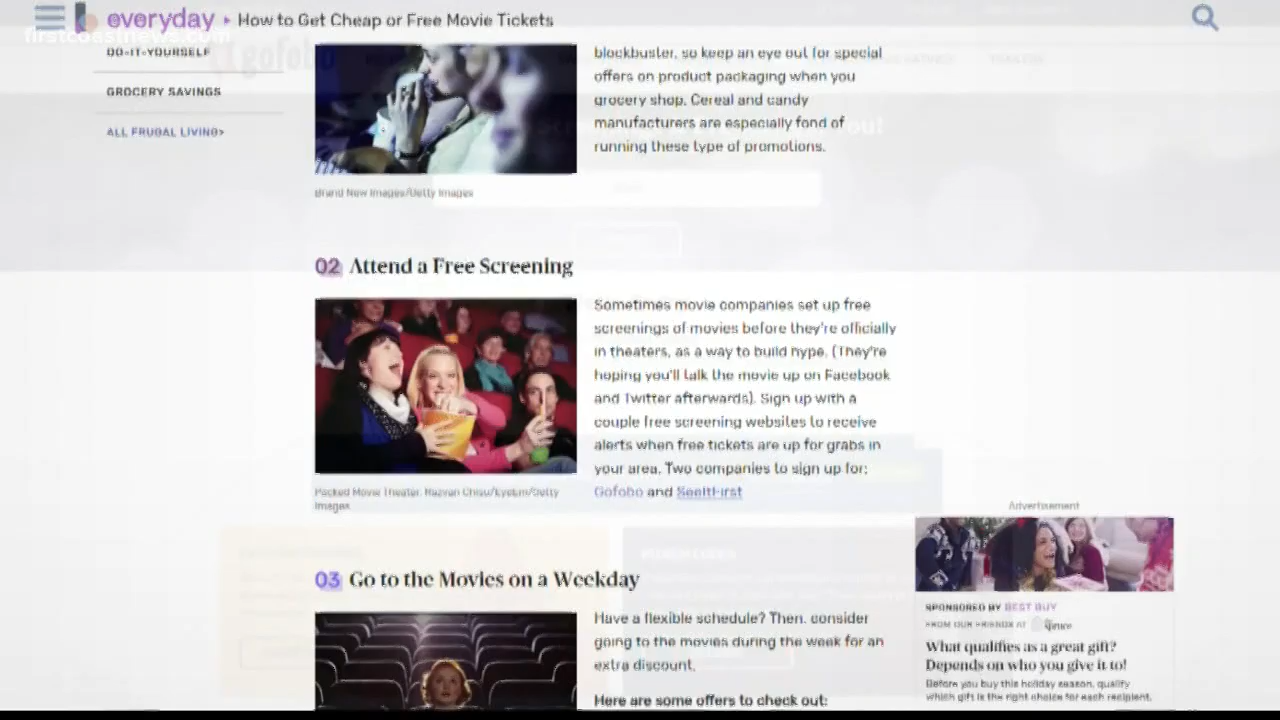 everyday ▸ How to Get Cheap or Free Movie Tickets
firstcoastnews.com
gofobo
DO-IT-YOURSELF
GROCERY SAVINGS
ALL FRUGAL LIVING>
blockbuster, so keep an eye out for special
offers on product packaging when you
grocery shop. Cereal and candy
manufacturers are especially fond of
running these type of promotions.
Brand New Images/Getty Images
02 Attend a Free Screening
Sometimes movie companies set up free
screenings of movies before they're officially
in theaters, as a way to build hype. (They're
hoping you'll talk the movie up on Facebook
and Twitter afterwards). Sign up with a
couple free screening websites to receive
alerts when free tickets are up for grabs in
your area. Two companies to sign up for:
Gofobo and SeeItFirst
Packed Movie Theater. Razvan Chisu/EyeEm/Getty
Images
03 Go to the Movies on a Weekday
Have a flexible schedule? Then, consider
going to the movies during the week for an
extra discount.
Here are some offers to check out:
Advertisement
SPONSORED BY BEST BUY
FROM OUR FRIENDS AT
What qualifies as a great gift?
Depends on who you give it to!
Before you buy this holiday season, qualify
which gift is the right choice for each recipient.